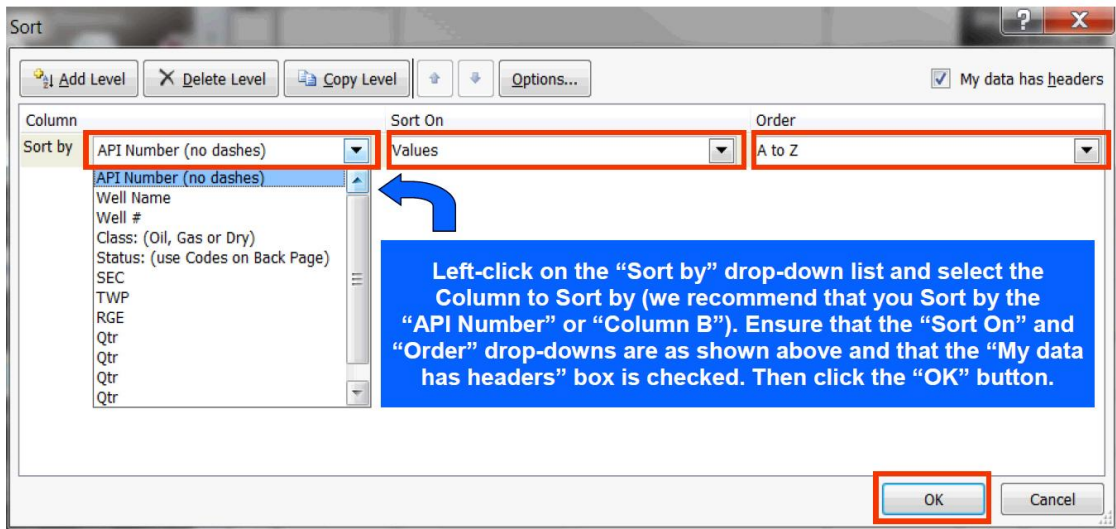 Sort
? X
Add Level Delete Level Copy Level Options... My data has headers
Column Sort On Order
Sort by API Number (no dashes) Values A to Z
API Number (no dashes)
Well Name
Well #
Class: (Oil, Gas or Dry)
Status: (use Codes on Back Page)
SEC
TWP
RGE
Qtr
Qtr
Qtr
Qtr
Left-click on the “Sort by” drop-down list and select the
Column to Sort by (we recommend that you Sort by the
“API Number” or “Column B”). Ensure that the “Sort On” and
“Order” drop-downs are as shown above and that the “My data
has headers” box is checked. Then click the “OK” button.
OK Cancel